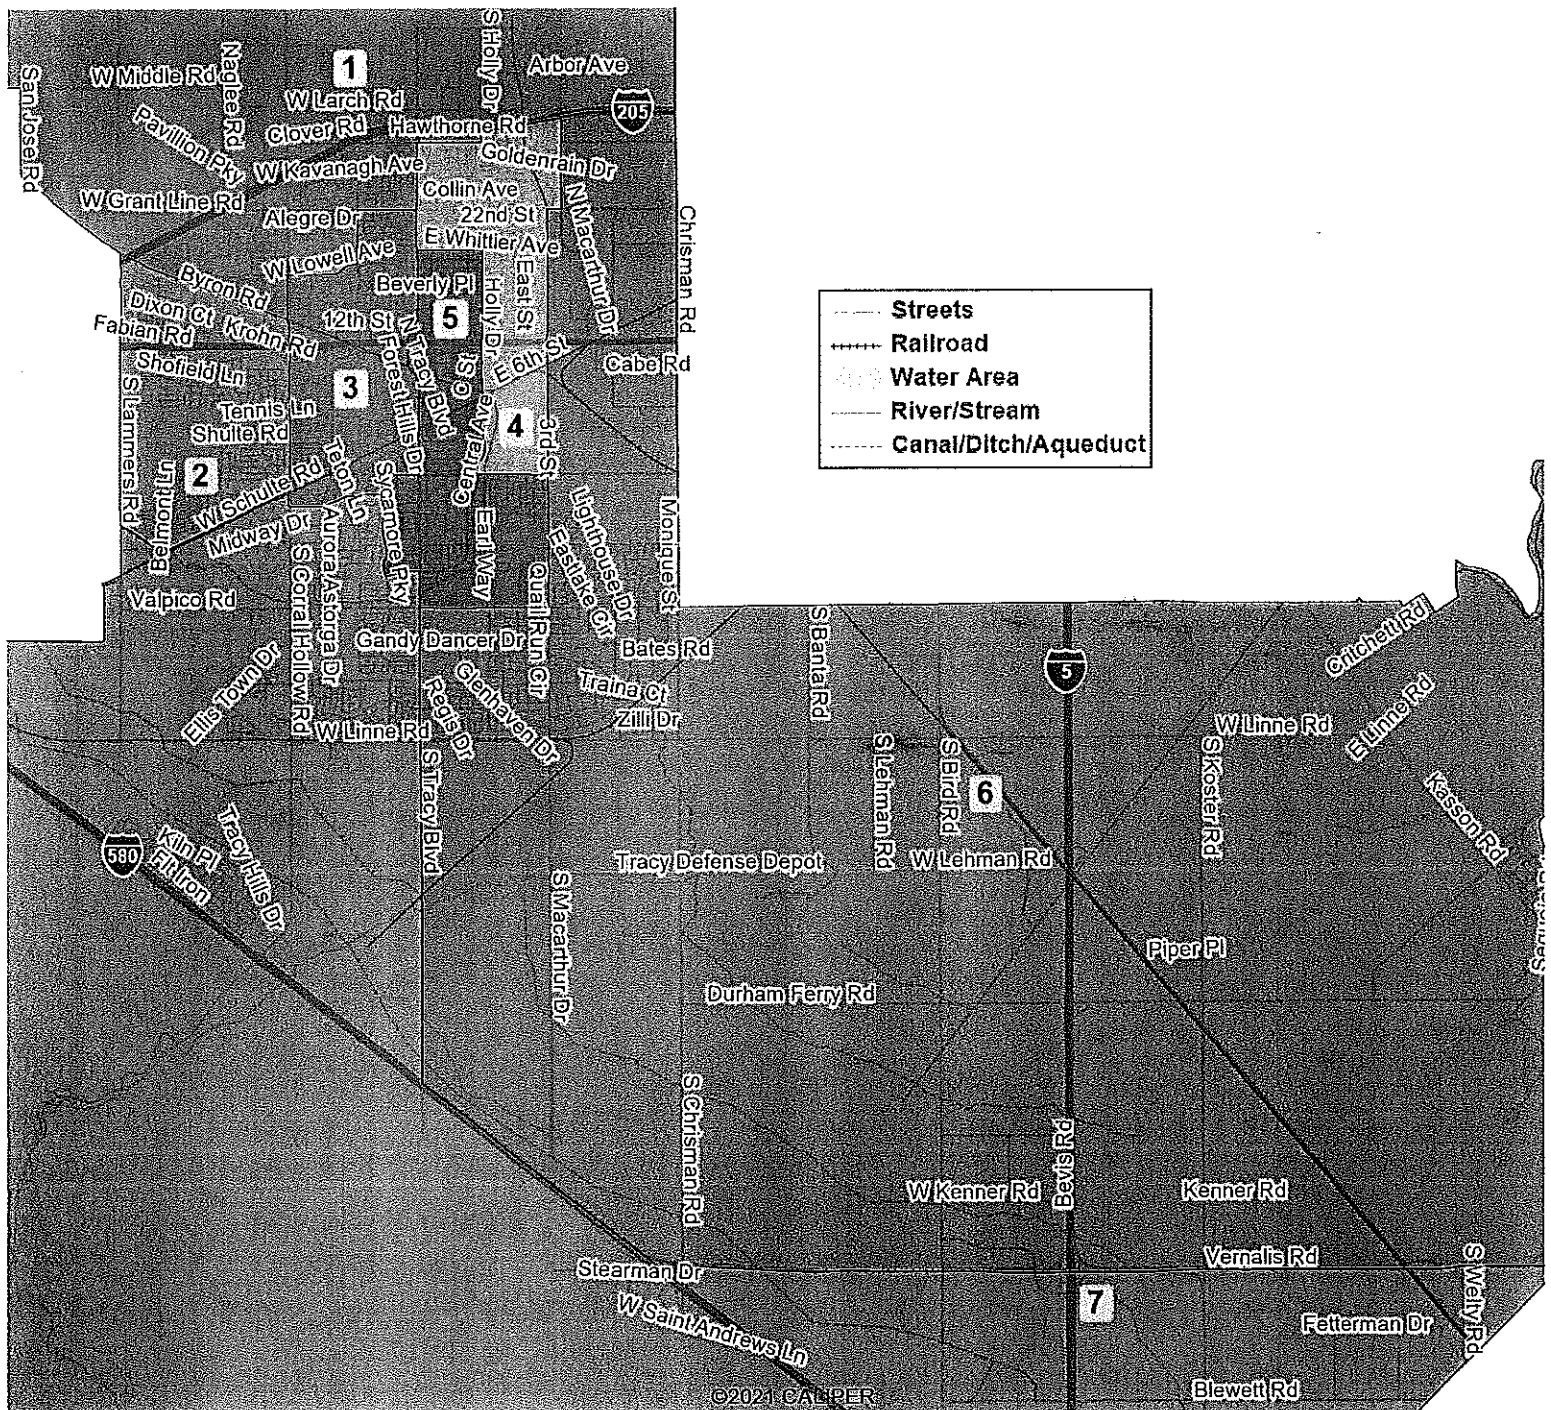 S Holly Dr
Arbor Ave
1
W Middle Rd
Naglee Rd
San Jose Rd
W Larch Rd
205
Clover Rd
Hawthorne Rd
Pavillion Pky
W Kavanagh Ave
Goldenrain Dr
Collin Ave
W Grant Line Rd
Alegre Dr
22nd St
N Macarthur Dr
Chrisman Rd
E Whittier Ave
W Lowell Ave
Byron Rd
Beverly Pl
East St
Holly Dr
Dixon Ct
Krohn Rd
12th St
5
Fabian Rd
N Tracy Blvd
Forest Hills Dr
E 6th St
Cabe Rd
Shofield Ln
3
C St
S Lammers Rd
Tennis Ln
Shulte Rd
4
3rd St
Central Ave
2
Belmont Ln
W Schulte Rd
Teton Ln
Sycamore Pky
Midway Dr
Aurora Astorga Dr
S Corral Hollow Rd
Earl Way
Lighthouse Dr
Eastlake Cir
Monique St
Quail Run Cir
Valpico Rd
Gandy Dancer Dr
Bates Rd
S Banta Rd
5
Critchett Rd
Ellis Town Dr
Regis Dr
Glenhaven Dr
Traina Ct
Zilli Dr
W Linne Rd
W Linne Rd
E Linne Rd
S Tracy Blvd
S Lehman Rd
S Bird Rd
6
S Koster Rd
Kasson Rd
580
Kiln Pl
Flt Iron
Tracy Hills Dr
Tracy Defense Depot
W Lehman Rd
S Macarthur Dr
Piper Pl
Durham Ferry Rd
S Chrisman Rd
Bevis Rd
W Kenner Rd
Kenner Rd
Vernalis Rd
S Welty Rd
Stearman Dr
7
W Saint Andrews Ln
Fetterman Dr
Blewett Rd
©2021 CALIPER
Streets
Railroad
Water Area
River/Stream
Canal/Ditch/Aqueduct